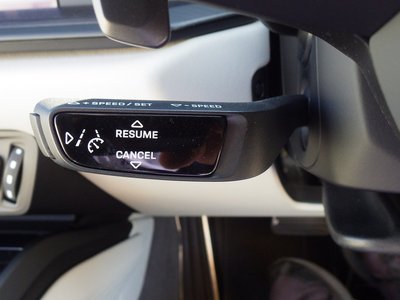 + SPEED / SET - SPEED
RESUME
CANCEL